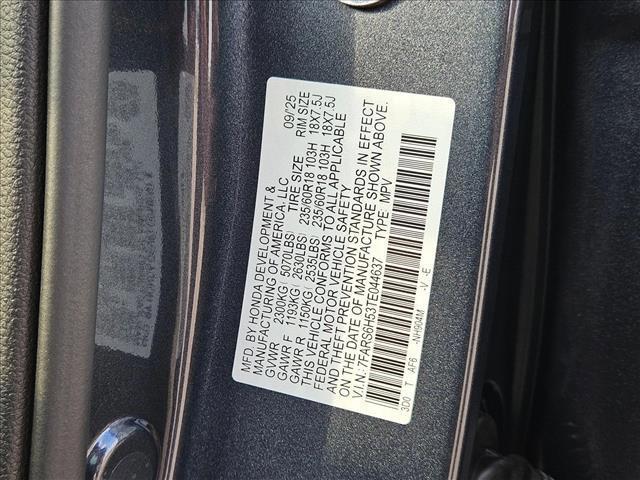 MFD. BY HONDA DEVELOPMENT &
MANUFACTURING OF AMERICA, LLC 09/25
GVWR 2300KG( 5070LBS) TIRE SIZE RIM SIZE
GAWR F 1193KG( 2630LBS) 235/60R18 103H 18X7.5J
GAWR R 1150KG( 2535LBS) 235/60R18 103H 18X7.5J
THIS VEHICLE CONFORMS TO ALL APPLICABLE
FEDERAL MOTOR VEHICLE SAFETY
AND THEFT PREVENTION STANDARDS IN EFFECT
ON THE DATE OF MANUFACTURE SHOWN ABOVE.
V.I.N.: 7FARS6H53TE044637 TYPE: MPV
3D0 T AF6 -NH904M -V -E